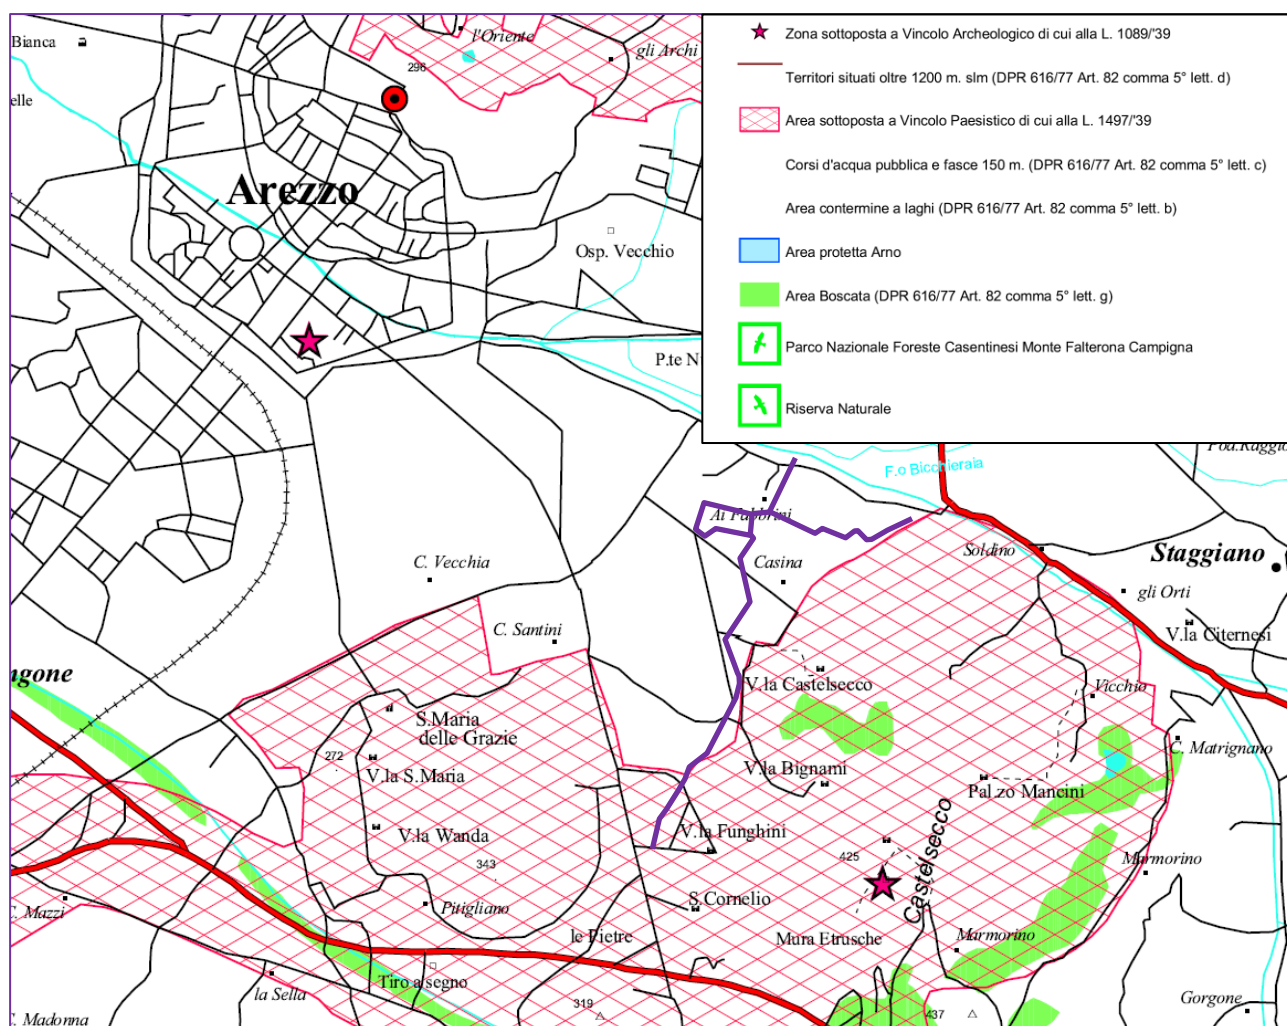 Bianca
elle
l'Oriente
gli Archi
296
Zona sottoposta a Vincolo Archeologico di cui alla L. 1089/'39
Territori situati oltre 1200 m. slm (DPR 616/77 Art. 82 comma 5° lett. d)
Area sottoposta a Vincolo Paesistico di cui alla L. 1497/'39
Corsi d'acqua pubblica e fasce 150 m. (DPR 616/77 Art. 82 comma 5° lett. c)
Area contermine a laghi (DPR 616/77 Art. 82 comma 5° lett. b)
Area protetta Arno
Area Boscata (DPR 616/77 Art. 82 comma 5° lett. g)
Parco Nazionale Foreste Casentinesi Monte Falterona Campigna
Riserva Naturale
Arezzo
Osp. Vecchio
P.te N
Pod.Raggio
F.o Bicchieraia
Ai Fabbrini
Casina
C. Vecchia
Soldino
Staggiano
gli Orti
V.la Citernesi
C. Santini
ngone
V.la Castelsecco
Vicchio
S.Maria
delle Grazie
272
V.la S.Maria
C. Matrignano
V.la Bignami
Pal.zo Mancini
V.la Wanda
V.la Funghini
343
425
Castelsecco
Marmorino
C. Mazzi
Pitigliano
S.Cornelio
le Pietre
Mura Etrusche
Marmorino
Tiro a segno
la Sella
319
437
Gorgone
C. Madonna